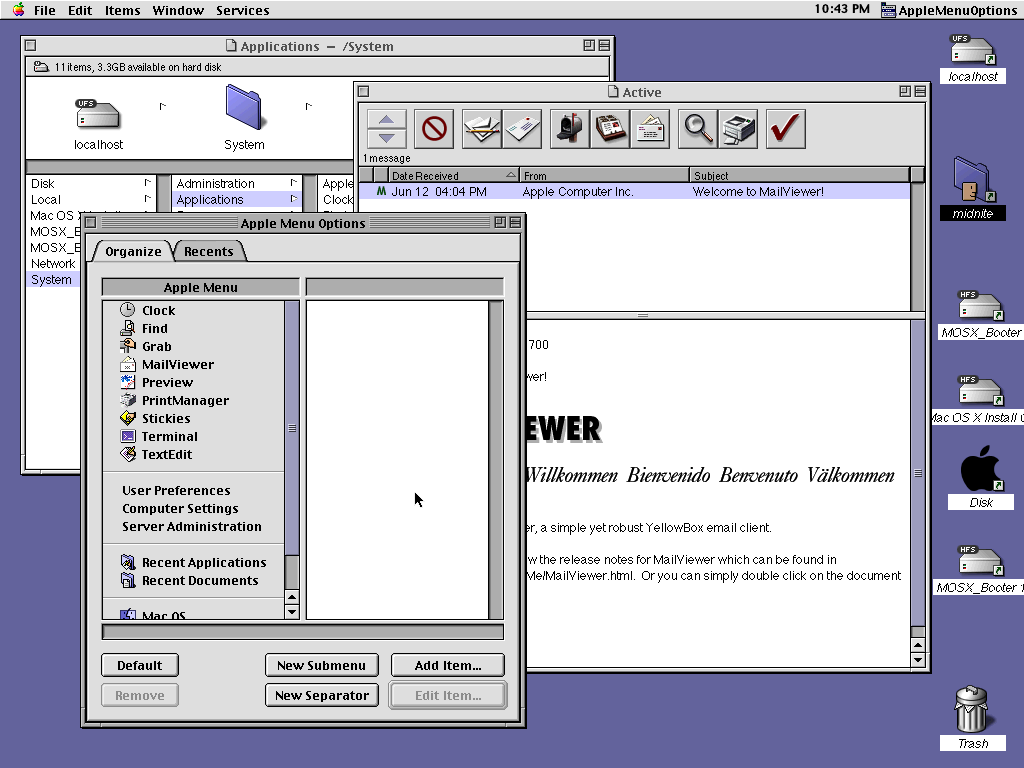 File Edit Items Window Services
10:43 PM AppleMenuOptions
Applications – /System
11 items, 3.3GB available on hard disk
UFS
localhost
System
Disk
Local
Mac OS X
MOSX_B
MOSX_B
Network
System
Administration
Applications
Apple
Clock
Active
1 message
Date Received From Subject
M Jun 12 04:04 PM Apple Computer Inc. Welcome to MailViewer!
700
wer!
EWER
Willkommen Bienvenido Benvenuto Välkommen
er, a simple yet robust YellowBox email client.
w the release notes for MailViewer which can be found in
Me/MailViewer.html. Or you can simply double click on the document
Apple Menu Options
Organize Recents
Apple Menu
Clock
Find
Grab
MailViewer
Preview
PrintManager
Stickies
Terminal
TextEdit
User Preferences
Computer Settings
Server Administration
Recent Applications
Recent Documents
Mac OS
Default New Submenu Add Item...
Remove New Separator Edit Item...
UFS
localhost
midnite
HFS
MOSX_Booter
HFS
Mac OS X Install
Disk
HFS
MOSX_Booter 1
Trash